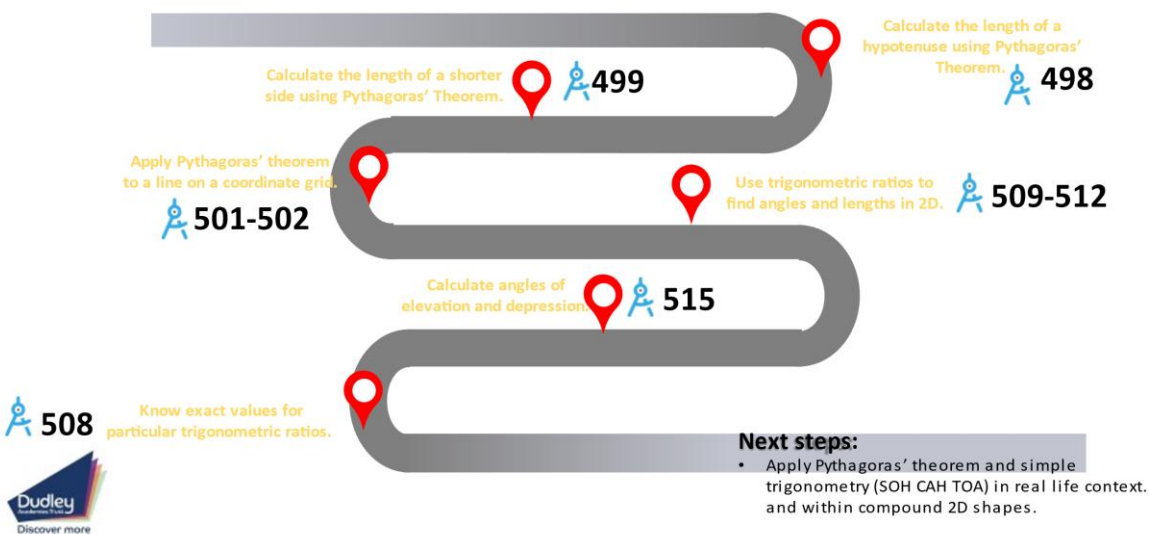 Calculate the length of a
hypotenuse using Pythagoras'
Theorem.
498
Calculate the length of a shorter
side using Pythagoras' Theorem.
499
Apply Pythagoras' theorem
to a line on a coordinate grid.
501-502
Use trigonometric ratios to
find angles and lengths in 2D.
509-512
Calculate angles of
elevation and depression.
515
Know exact values for
particular trigonometric ratios.
508
Next steps:
• Apply Pythagoras' theorem and simple
trigonometry (SOH CAH TOA) in real life context.
and within compound 2D shapes.
Dudley
Academies Trust
Discover more